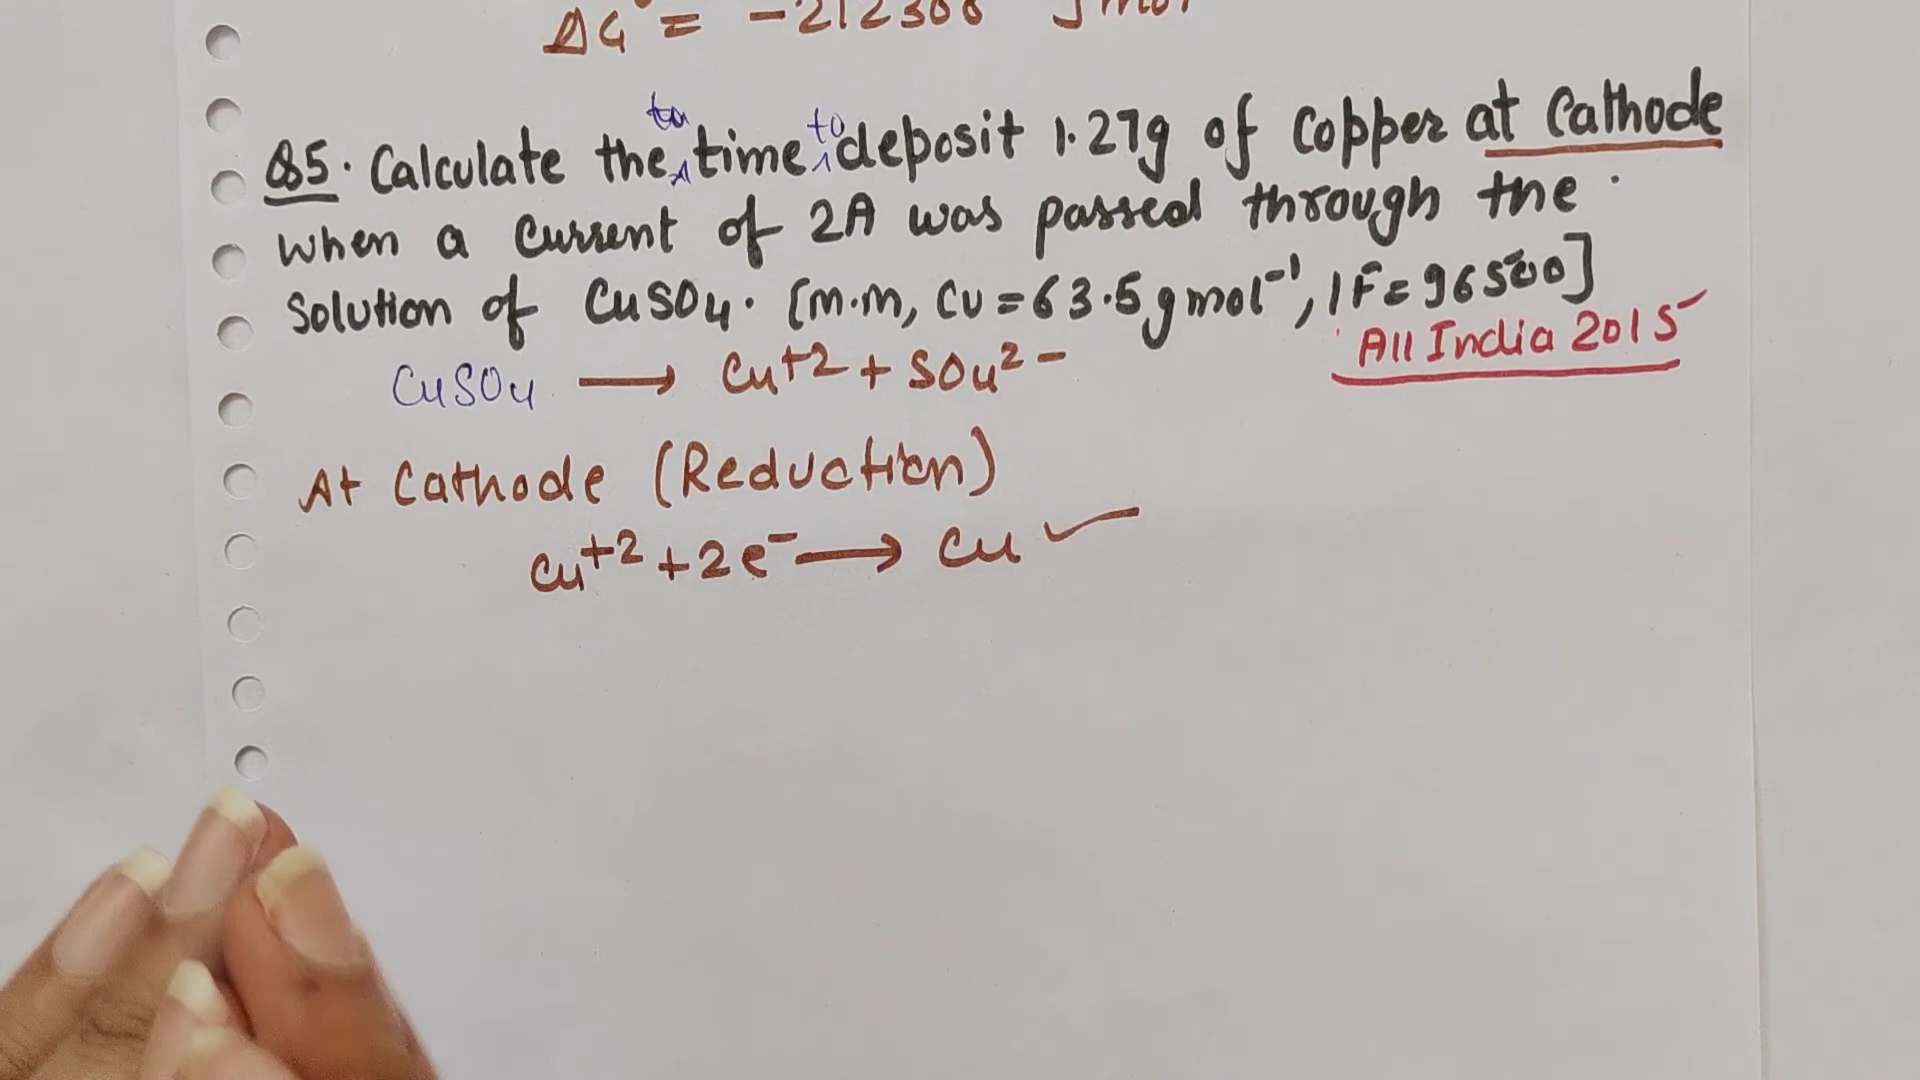 ΔG° = -212300 J mol
Q5. Calculate the time to deposit 1.27g of Copper at Cathode
When a Current of 2A was passed through the
Solution of CuSO4. [m.m, Cu = 63.5 g mol⁻¹, 1F = 96500]
All India 2015
CuSO4 → Cu+2 + SO4 2-
At Cathode (Reduction)
Cu+2 + 2e- → Cu ✓